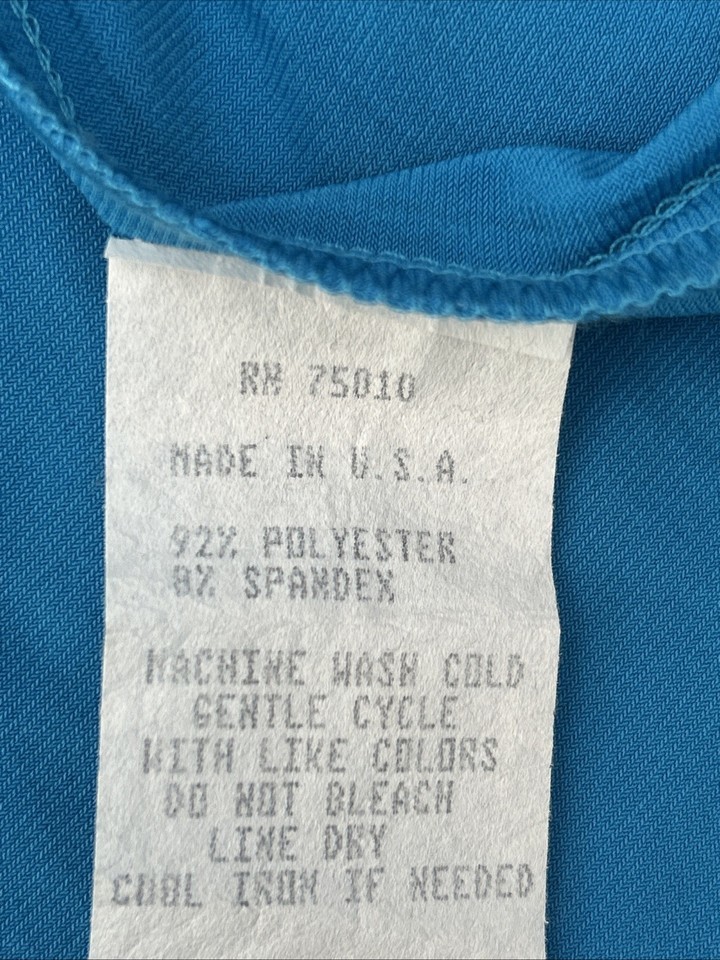 RN 75010
MADE IN U.S.A.
92% POLYESTER
8% SPANDEX
MACHINE WASH COLD
GENTLE CYCLE
WITH LIKE COLORS
DO NOT BLEACH
LINE DRY
COOL IRON IF NEEDED